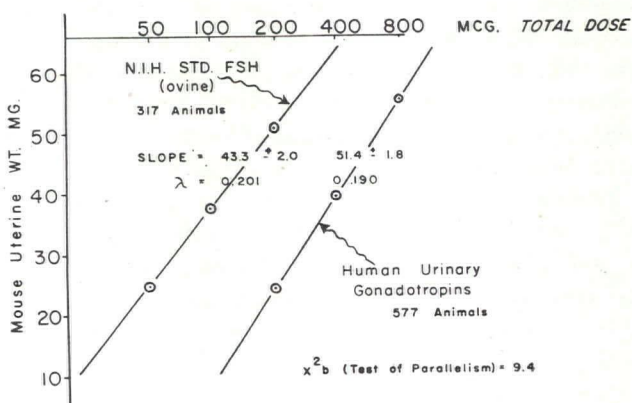 50 100 200 400 800 MCG. TOTAL DOSE
N.I.H. STD. FSH
(ovine)
317 Animals
SLOPE = 43.3 ± 2.0 51.4 ± 1.8
λ = 0.201 0.190
Human Urinary
Gonadotropins
577 Animals
x²b (Test of Parallelism) = 9.4
Mouse Uterine WT. MG.
60
50
40
30
20
10